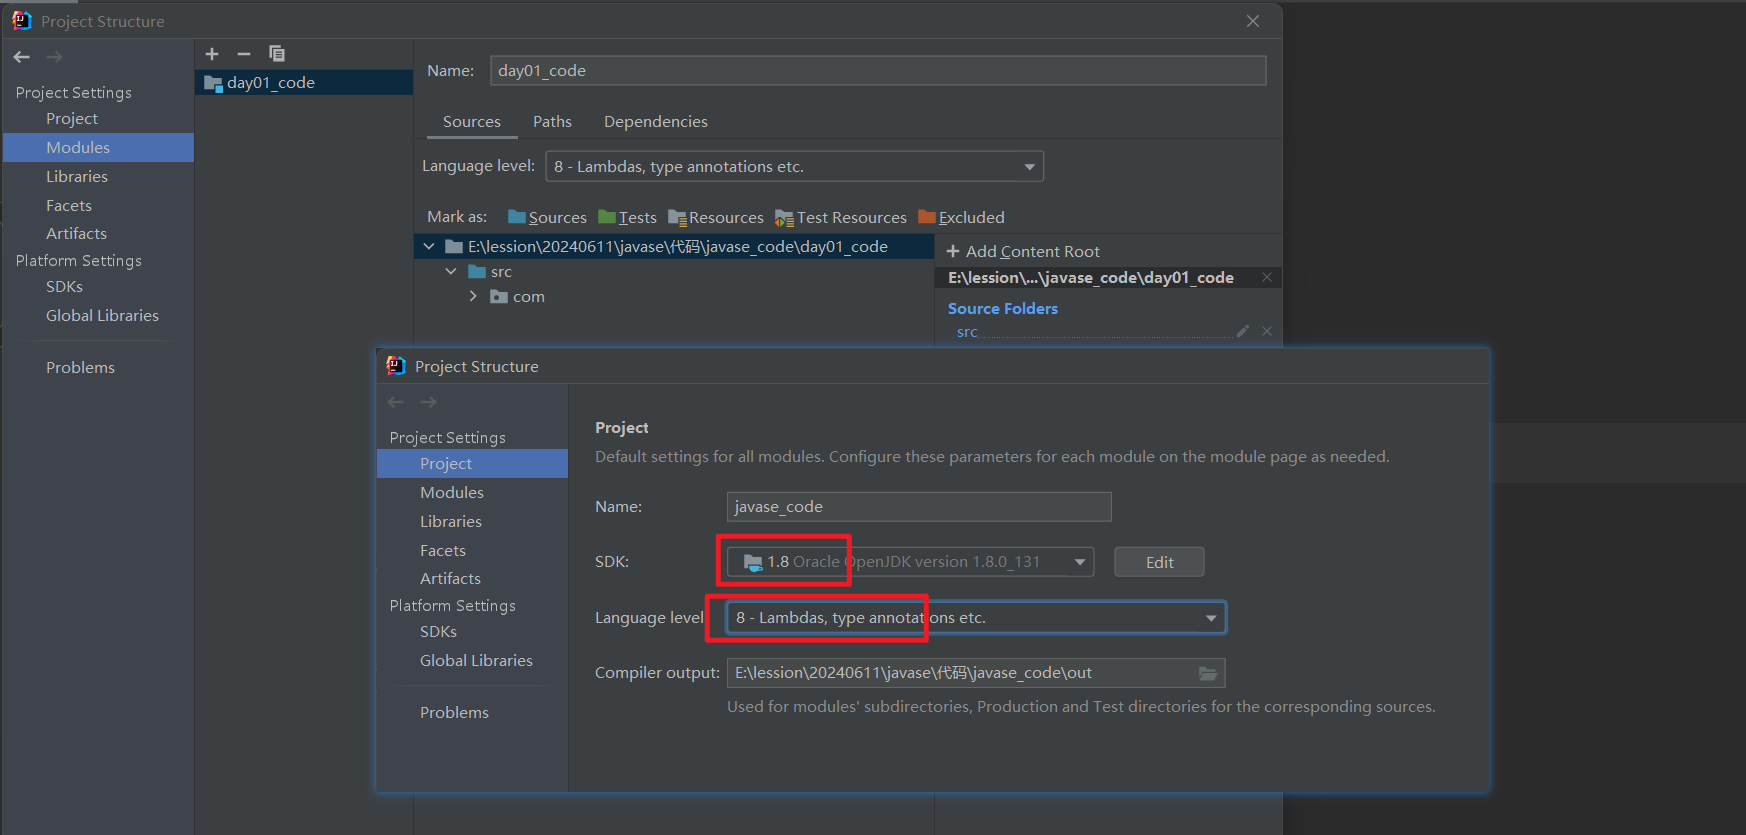 Project Structure
Project Settings
Project
Modules
Libraries
Facets
Artifacts
Platform Settings
SDKs
Global Libraries
Problems
day01_code
Name: day01_code
Sources Paths Dependencies
Language level: 8 - Lambdas, type annotations etc.
Mark as: Sources Tests Resources Test Resources Excluded
E:\lession\20240611\javase\代码\javase_code\day01_code
src
com
Add Content Root
E:\lession\...\javase_code\day01_code
Source Folders
src
Project Structure
Project Settings
Project
Modules
Libraries
Facets
Artifacts
Platform Settings
SDKs
Global Libraries
Problems
Project
Default settings for all modules. Configure these parameters for each module on the module page as needed.
Name: javase_code
SDK: 1.8 Oracle OpenJDK version 1.8.0_131 Edit
Language level 8 - Lambdas, type annotations etc.
Compiler output: E:\lession\20240611\javase\代码\javase_code\out
Used for modules' subdirectories, Production and Test directories for the corresponding sources.